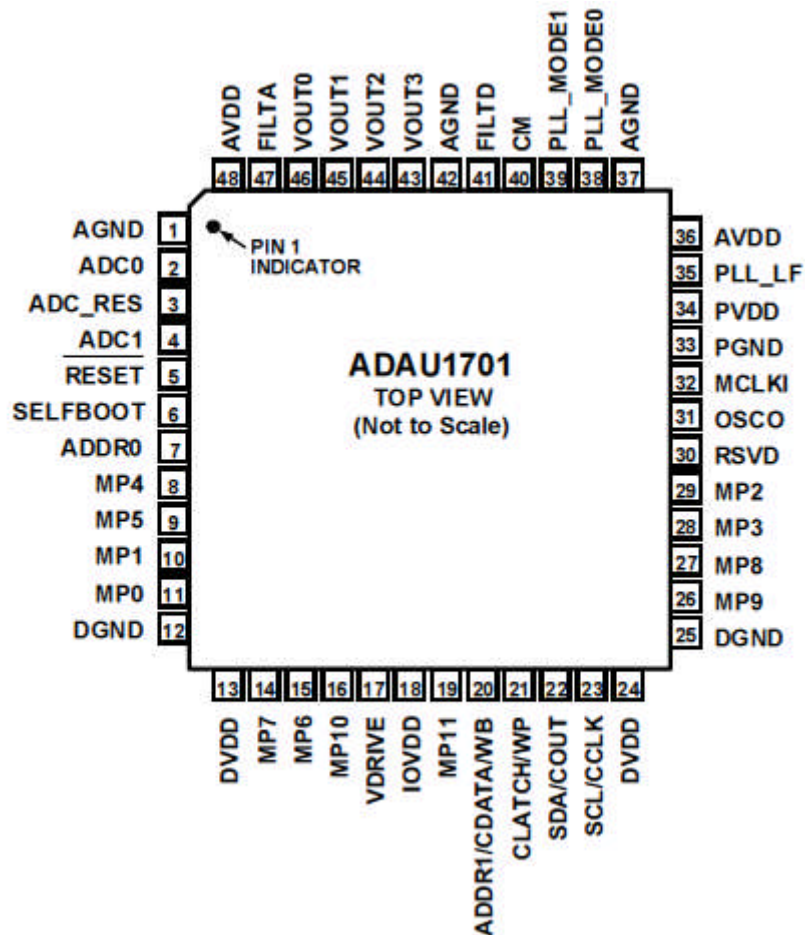 AVDD
FILTA
VOUT0
VOUT1
VOUT2
VOUT3
AGND
FILTD
CM
PLL_MODE1
PLL_MODE0
AGND
48 47 46 45 44 43 42 41 40 39 38 37
AGND 1
ADC0 2
ADC_RES 3
ADC1 4
RESET 5
SELFBOOT 6
ADDR0 7
MP4 8
MP5 9
MP1 10
MP0 11
DGND 12
PIN 1
INDICATOR
ADAU1701
TOP VIEW
(Not to Scale)
36 AVDD
35 PLL_LF
34 PVDD
33 PGND
32 MCLKI
31 OSCO
30 RSVD
29 MP2
28 MP3
27 MP8
26 MP9
25 DGND
13 14 15 16 17 18 19 20 21 22 23 24
DVDD
MP7
MP6
MP10
VDRIVE
IOVDD
MP11
ADDR1/CDATA/WB
CLATCH/WP
SDA/COUT
SCL/CCLK
DVDD